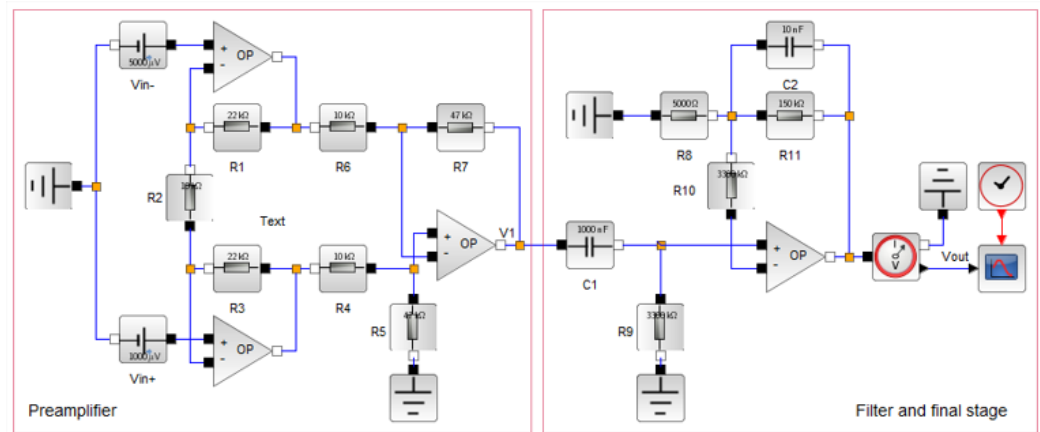 5000 µV
Vin-
+
-
OP
22 kΩ
R1
10 kΩ
R6
47 kΩ
R7
R2
Text
22 kΩ
R3
10 kΩ
R4
R5
+
-
OP
V1
1000 µV
Vin+
+
-
OP
Preamplifier
10 nF
C2
5000 Ω
R8
150 kΩ
R11
R10
1000 nF
C1
R9
+
-
OP
V
Vout
Filter and final stage